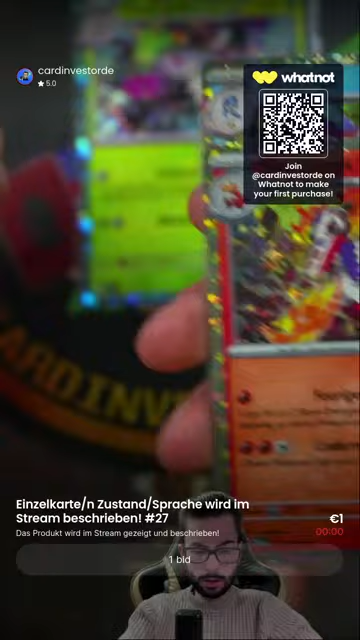 cardinvestorde
★ 5.0
whatnot
Join
@cardinvestorde on
Whatnot to make
your first purchase!
ARDINV
Einzelkarte/n Zustand/Sprache wird im
Stream beschrieben! #27
€1
Das Produkt wird im Stream gezeigt und beschrieben!
00:00
1 bid